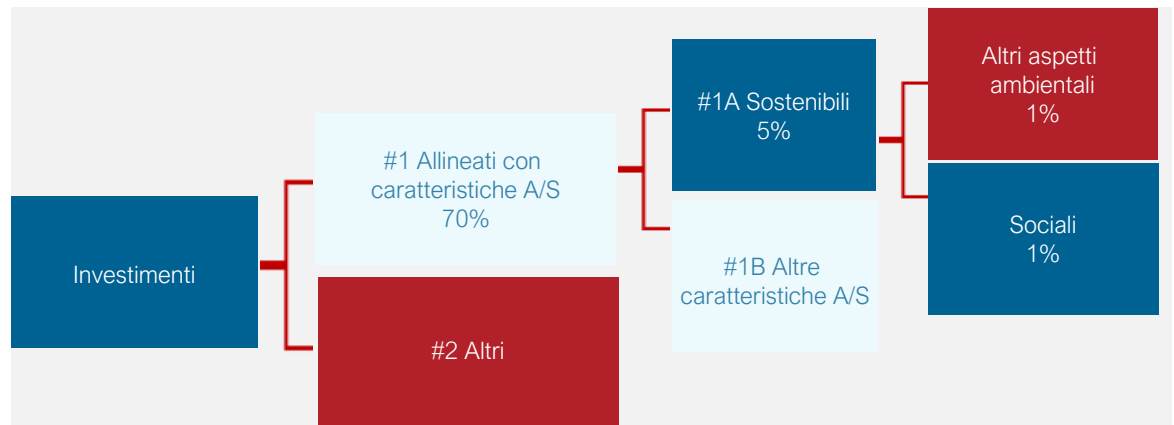 Investimenti
#1 Allineati con
caratteristiche A/S
70%
#2 Altri
#1A Sostenibili
5%
#1B Altre
caratteristiche A/S
Altri aspetti
ambientali
1%
Sociali
1%